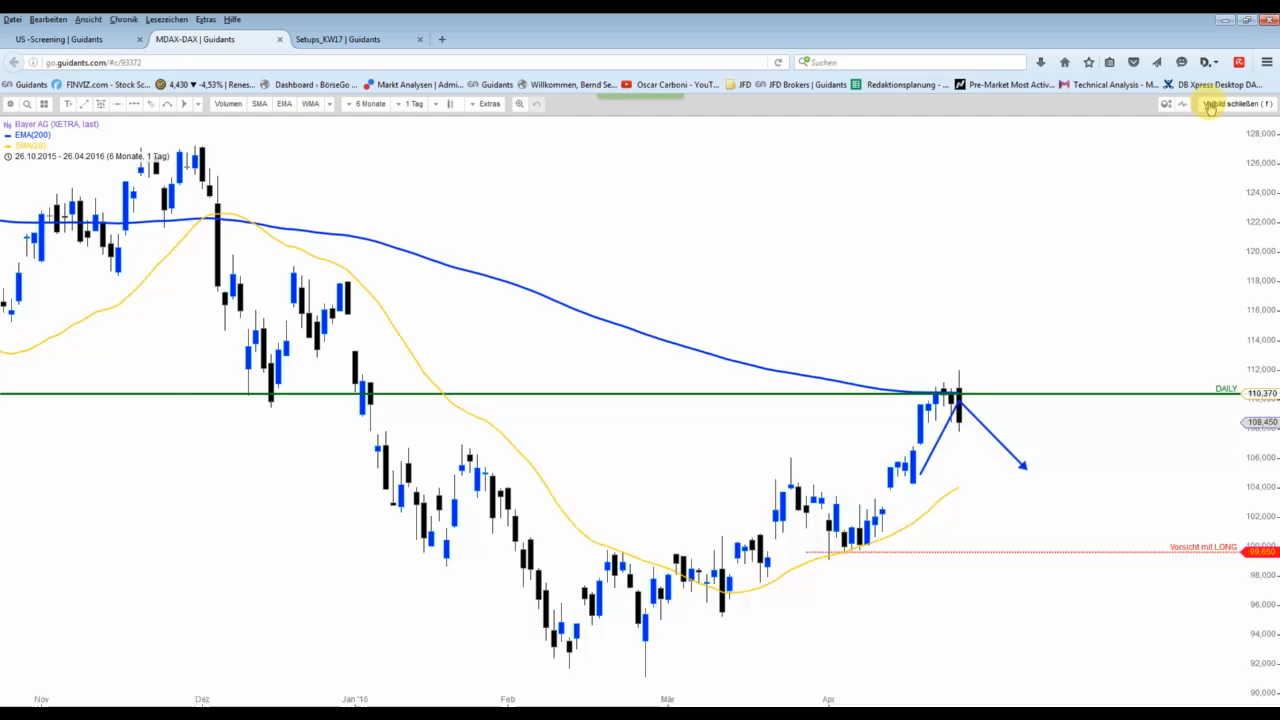 Datei Bearbeiten Ansicht Chronik Lesezeichen Extras Hilfe
US -Screening | Guidants × MDAX-DAX | Guidants × Setups_KW17 | Guidants × +
go.guidants.com/#c/93372 Suchen
Guidants FINVIZ.com - Stock Sc... 4,430 ▾ -4,53% | Renes... Dashboard ‹ BörseGo ... Markt Analysen | Admi... Guidants Willkommen, Bernd Se... Oscar Carboni - YouT... JFD JFD Brokers | Guidants Redaktionsplanung - ... Pre-Market Most Activ... Technical Analysis - M... DB Xpress Desktop DA...
Volumen SMA EMA WMA 6 Monate 1 Tag Extras schließen ( f )
Bayer AG (XETRA, last)
EMA(200)
26.10.2015 - 26.04.2016 (6 Monate, 1 Tag)
128,000
126,000
124,000
122,000
120,000
118,000
116,000
114,000
112,000
DAILY 110,370
108,450
106,000
104,000
102,000
Vorsicht mit LONG 99,650
98,000
96,000
94,000
92,000
90,000
Nov Dez Jan '16 Feb Mär Apr